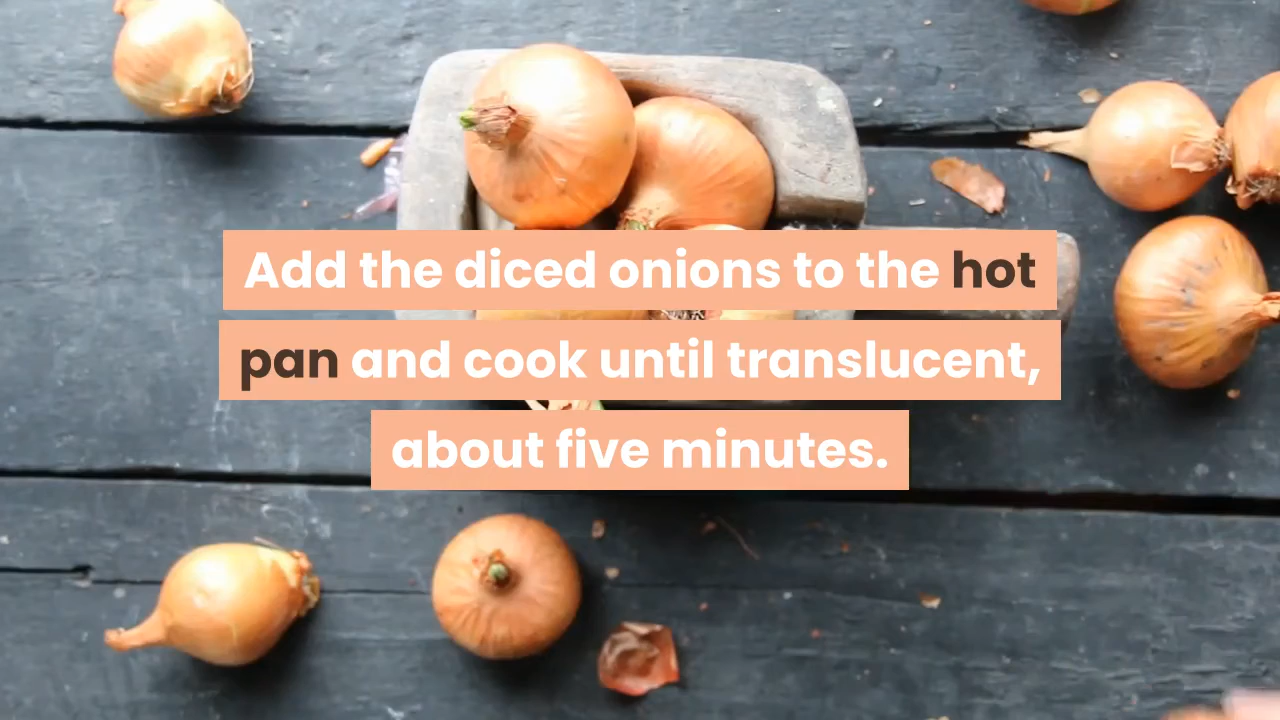 Add the diced onions to the hot
pan and cook until translucent,
about five minutes.